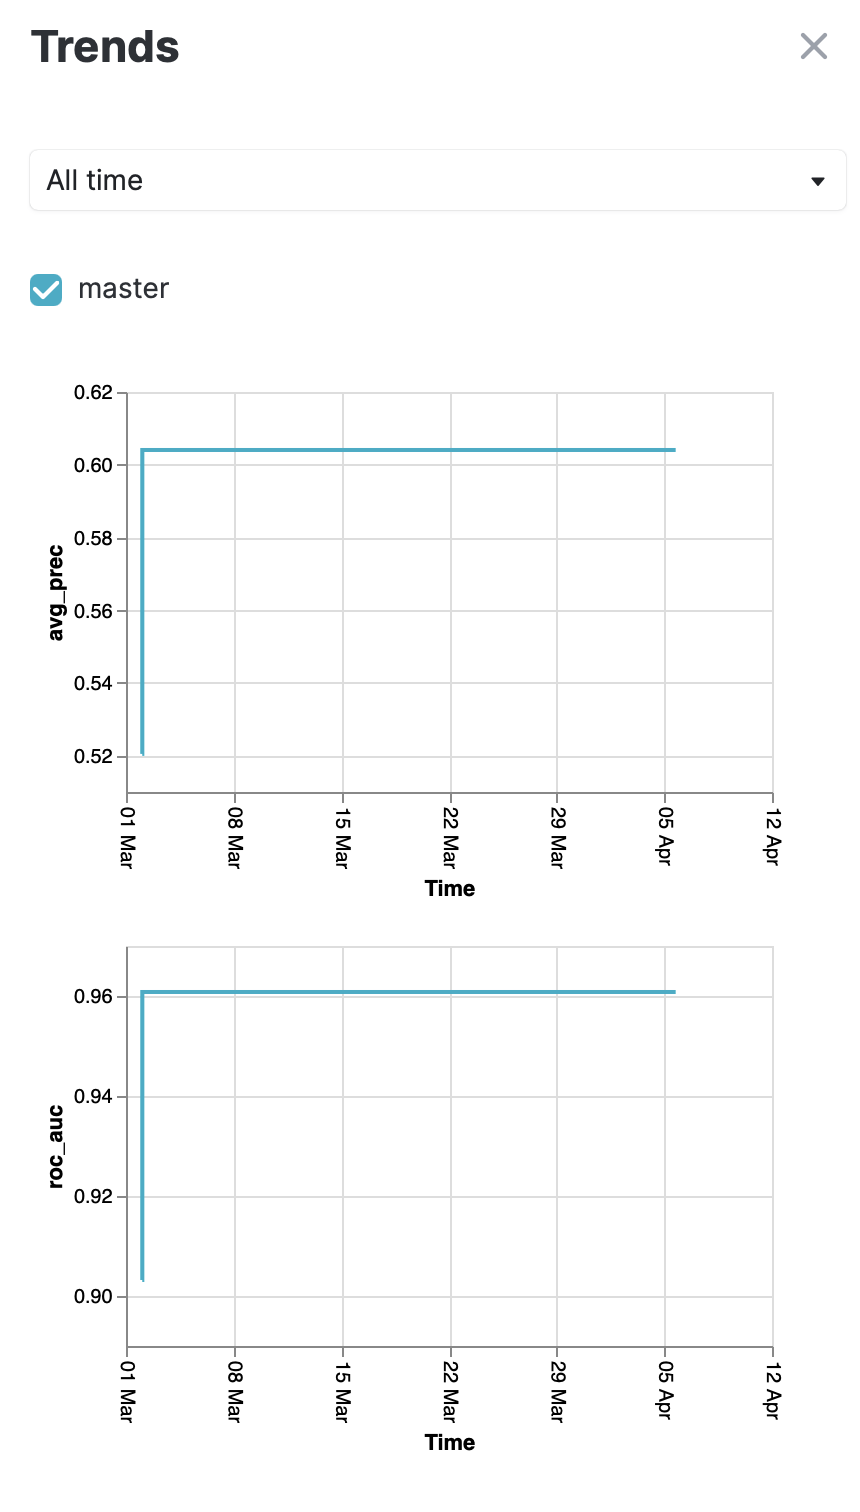 Trends
All time
master
0.62
0.60
0.58
0.56
0.54
0.52
avg_prec
01 Mar
08 Mar
15 Mar
22 Mar
29 Mar
05 Apr
12 Apr
Time
0.96
0.94
0.92
0.90
roc_auc
01 Mar
08 Mar
15 Mar
22 Mar
29 Mar
05 Apr
12 Apr
Time